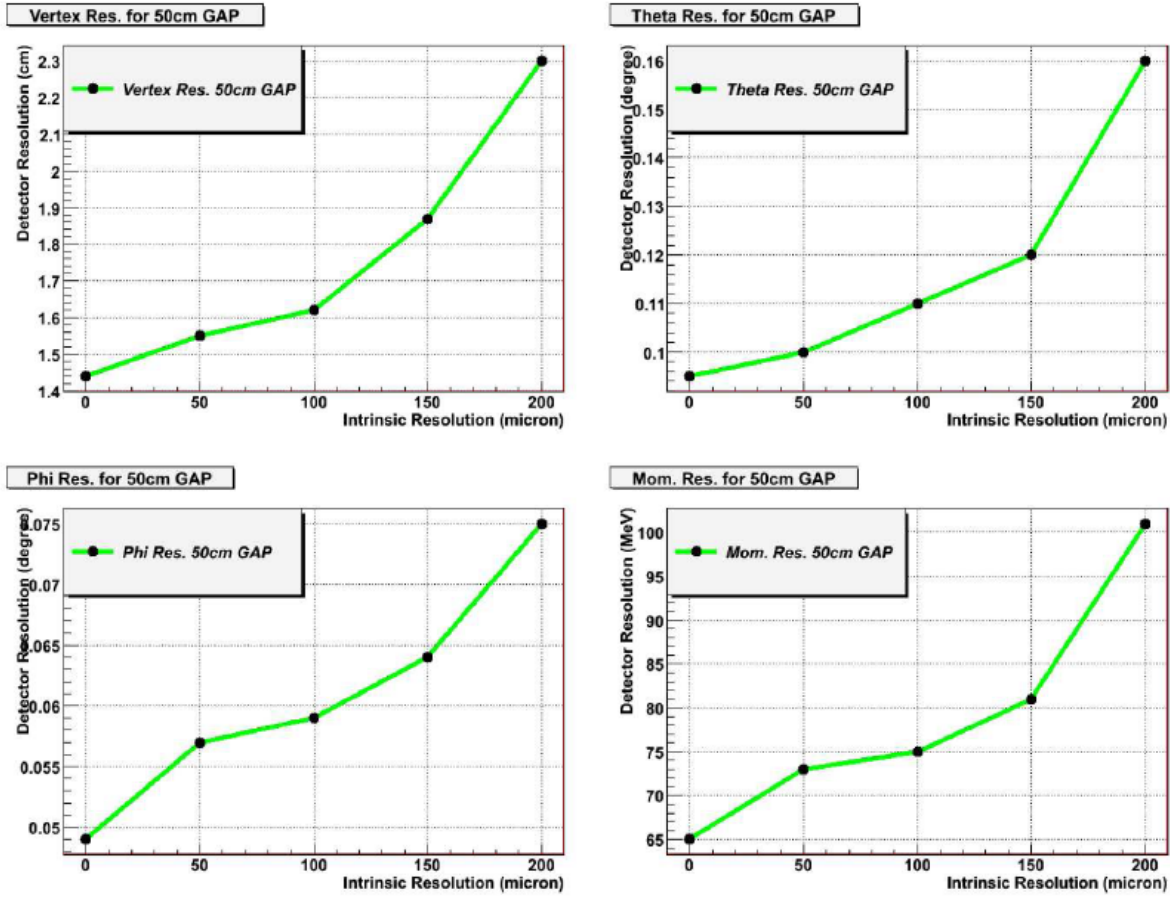 Vertex Res. for 50cm GAP
Detector Resolution (cm)
Vertex Res. 50cm GAP
2.3
2.2
2.1
2
1.9
1.8
1.7
1.6
1.5
1.4
0 50 100 150 200
Intrinsic Resolution (micron)
Theta Res. for 50cm GAP
Detector Resolution (degree)
Theta Res. 50cm GAP
0.16
0.15
0.14
0.13
0.12
0.11
0.1
0 50 100 150 200
Intrinsic Resolution (micron)
Phi Res. for 50cm GAP
Detector Resolution (degree)
Phi Res. 50cm GAP
0.075
0.07
0.065
0.06
0.055
0.05
0 50 100 150 200
Intrinsic Resolution (micron)
Mom. Res. for 50cm GAP
Detector Resolution (MeV)
Mom. Res. 50cm GAP
100
95
90
85
80
75
70
65
0 50 100 150 200
Intrinsic Resolution (micron)